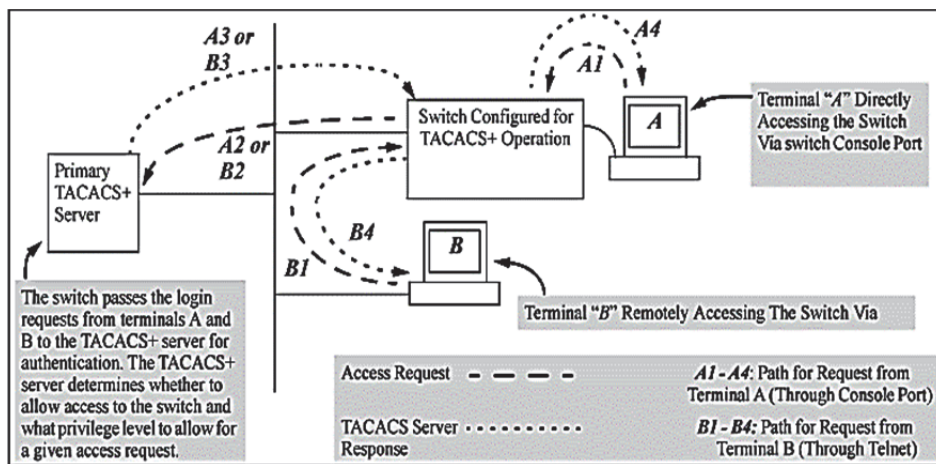 A3 or
B3
A4
A1
Switch Configured for
TACACS+ Operation
A
Terminal "A" Directly
Accessing the Switch
Via switch Console Port
A2 or
B2
Primary
TACACS+
Server
B4
B1
B
The switch passes the login
requests from terminals A and
B to the TACACS+ server for
authentication. The TACACS+
server determines whether to
allow access to the switch and
what privilege level to allow for
a given access request.
Terminal "B" Remotely Accessing The Switch Via
Access Request
A1 - A4: Path for Request from
Terminal A (Through Console Port)
TACACS Server
Response
B1 - B4: Path for Request from
Terminal B (Through Telnet)